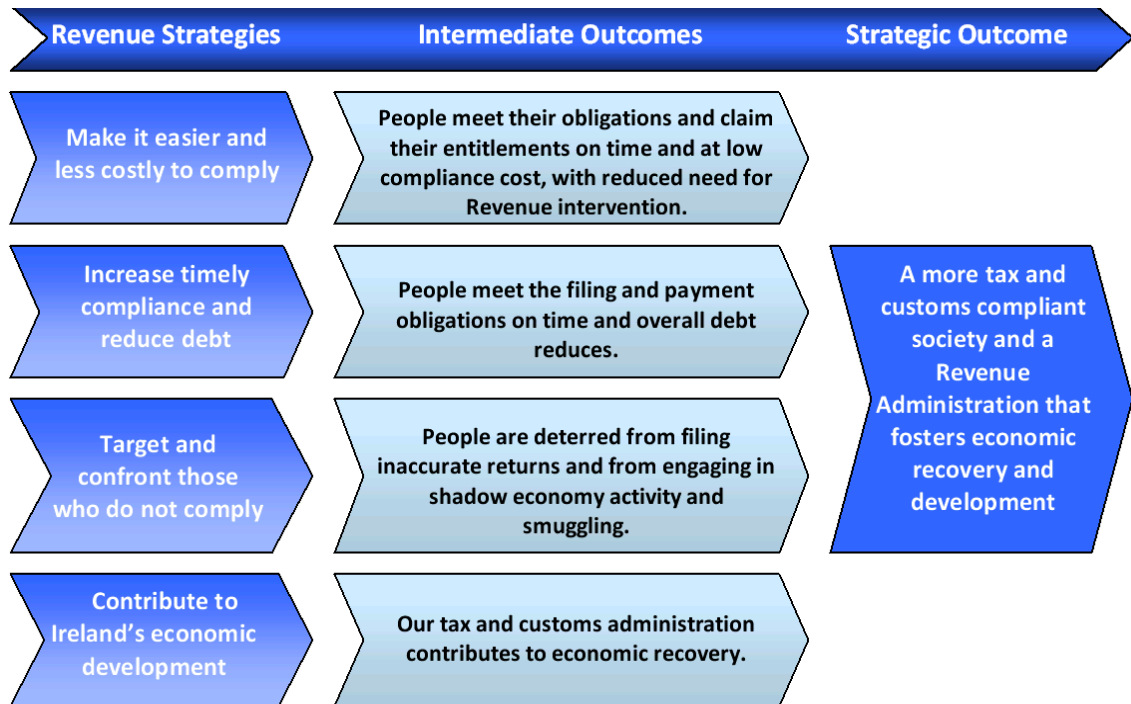 Revenue Strategies
Intermediate Outcomes
Strategic Outcome
Make it easier and
less costly to comply
People meet their obligations and claim
their entitlements on time and at low
compliance cost, with reduced need for
Revenue intervention.
Increase timely
compliance and
reduce debt
People meet the filing and payment
obligations on time and overall debt
reduces.
Target and
confront those
who do not comply
People are deterred from filing
inaccurate returns and from engaging in
shadow economy activity and
smuggling.
Contribute to
Ireland’s economic
development
Our tax and customs administration
contributes to economic recovery.
A more tax and
customs compliant
society and a
Revenue
Administration that
fosters economic
recovery and
development